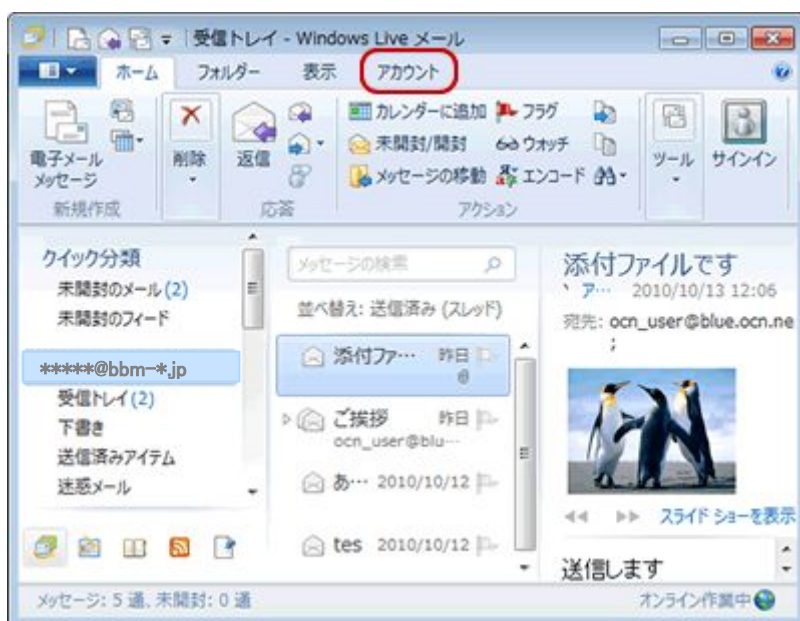 受信トレイ - Windows Live メール
ホーム フォルダー 表示 アカウント
電子メール
メッセージ
新規作成
削除
返信
応答
カレンダーに追加 フラグ
未開封/開封 ウォッチ
メッセージの移動 エンコード
アクション
ツール
サインイン
クイック分類
未開封のメール (2)
未開封のフィード
*****@bbm-*.jp
受信トレイ (2)
下書き
送信済みアイテム
迷惑メール
メッセージの検索
並べ替え: 送信済み (スレッド)
添付ファ… 昨日
ご挨拶 昨日
ocn_user@blu…
あ… 2010/10/12
tes 2010/10/12
添付ファイルです
ア… 2010/10/13 12:06
宛先: ocn_user@blue.ocn.ne
;
スライド ショーを表示
送信します
メッセージ: 5 通、未開封: 0 通
オンライン作業中